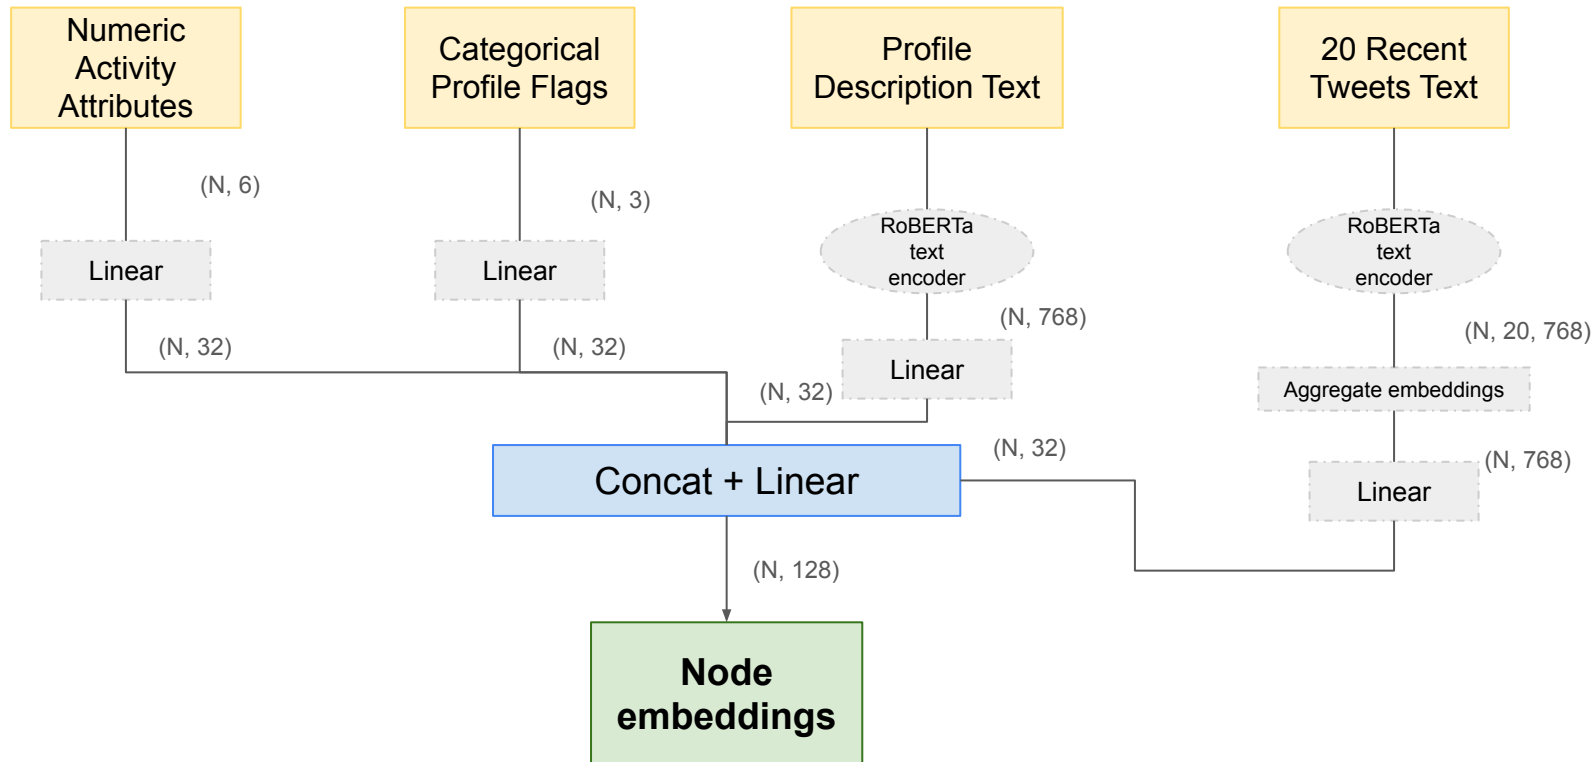 Numeric
Activity
Attributes
Categorical
Profile Flags
Profile
Description Text
20 Recent
Tweets Text
(N, 6)
(N, 3)
RoBERTa
text
encoder
RoBERTa
text
encoder
Linear
Linear
(N, 768)
(N, 20, 768)
(N, 32)
(N, 32)
Linear
Aggregate embeddings
(N, 32)
(N, 32)
(N, 768)
Concat + Linear
Linear
(N, 128)
Node
embeddings